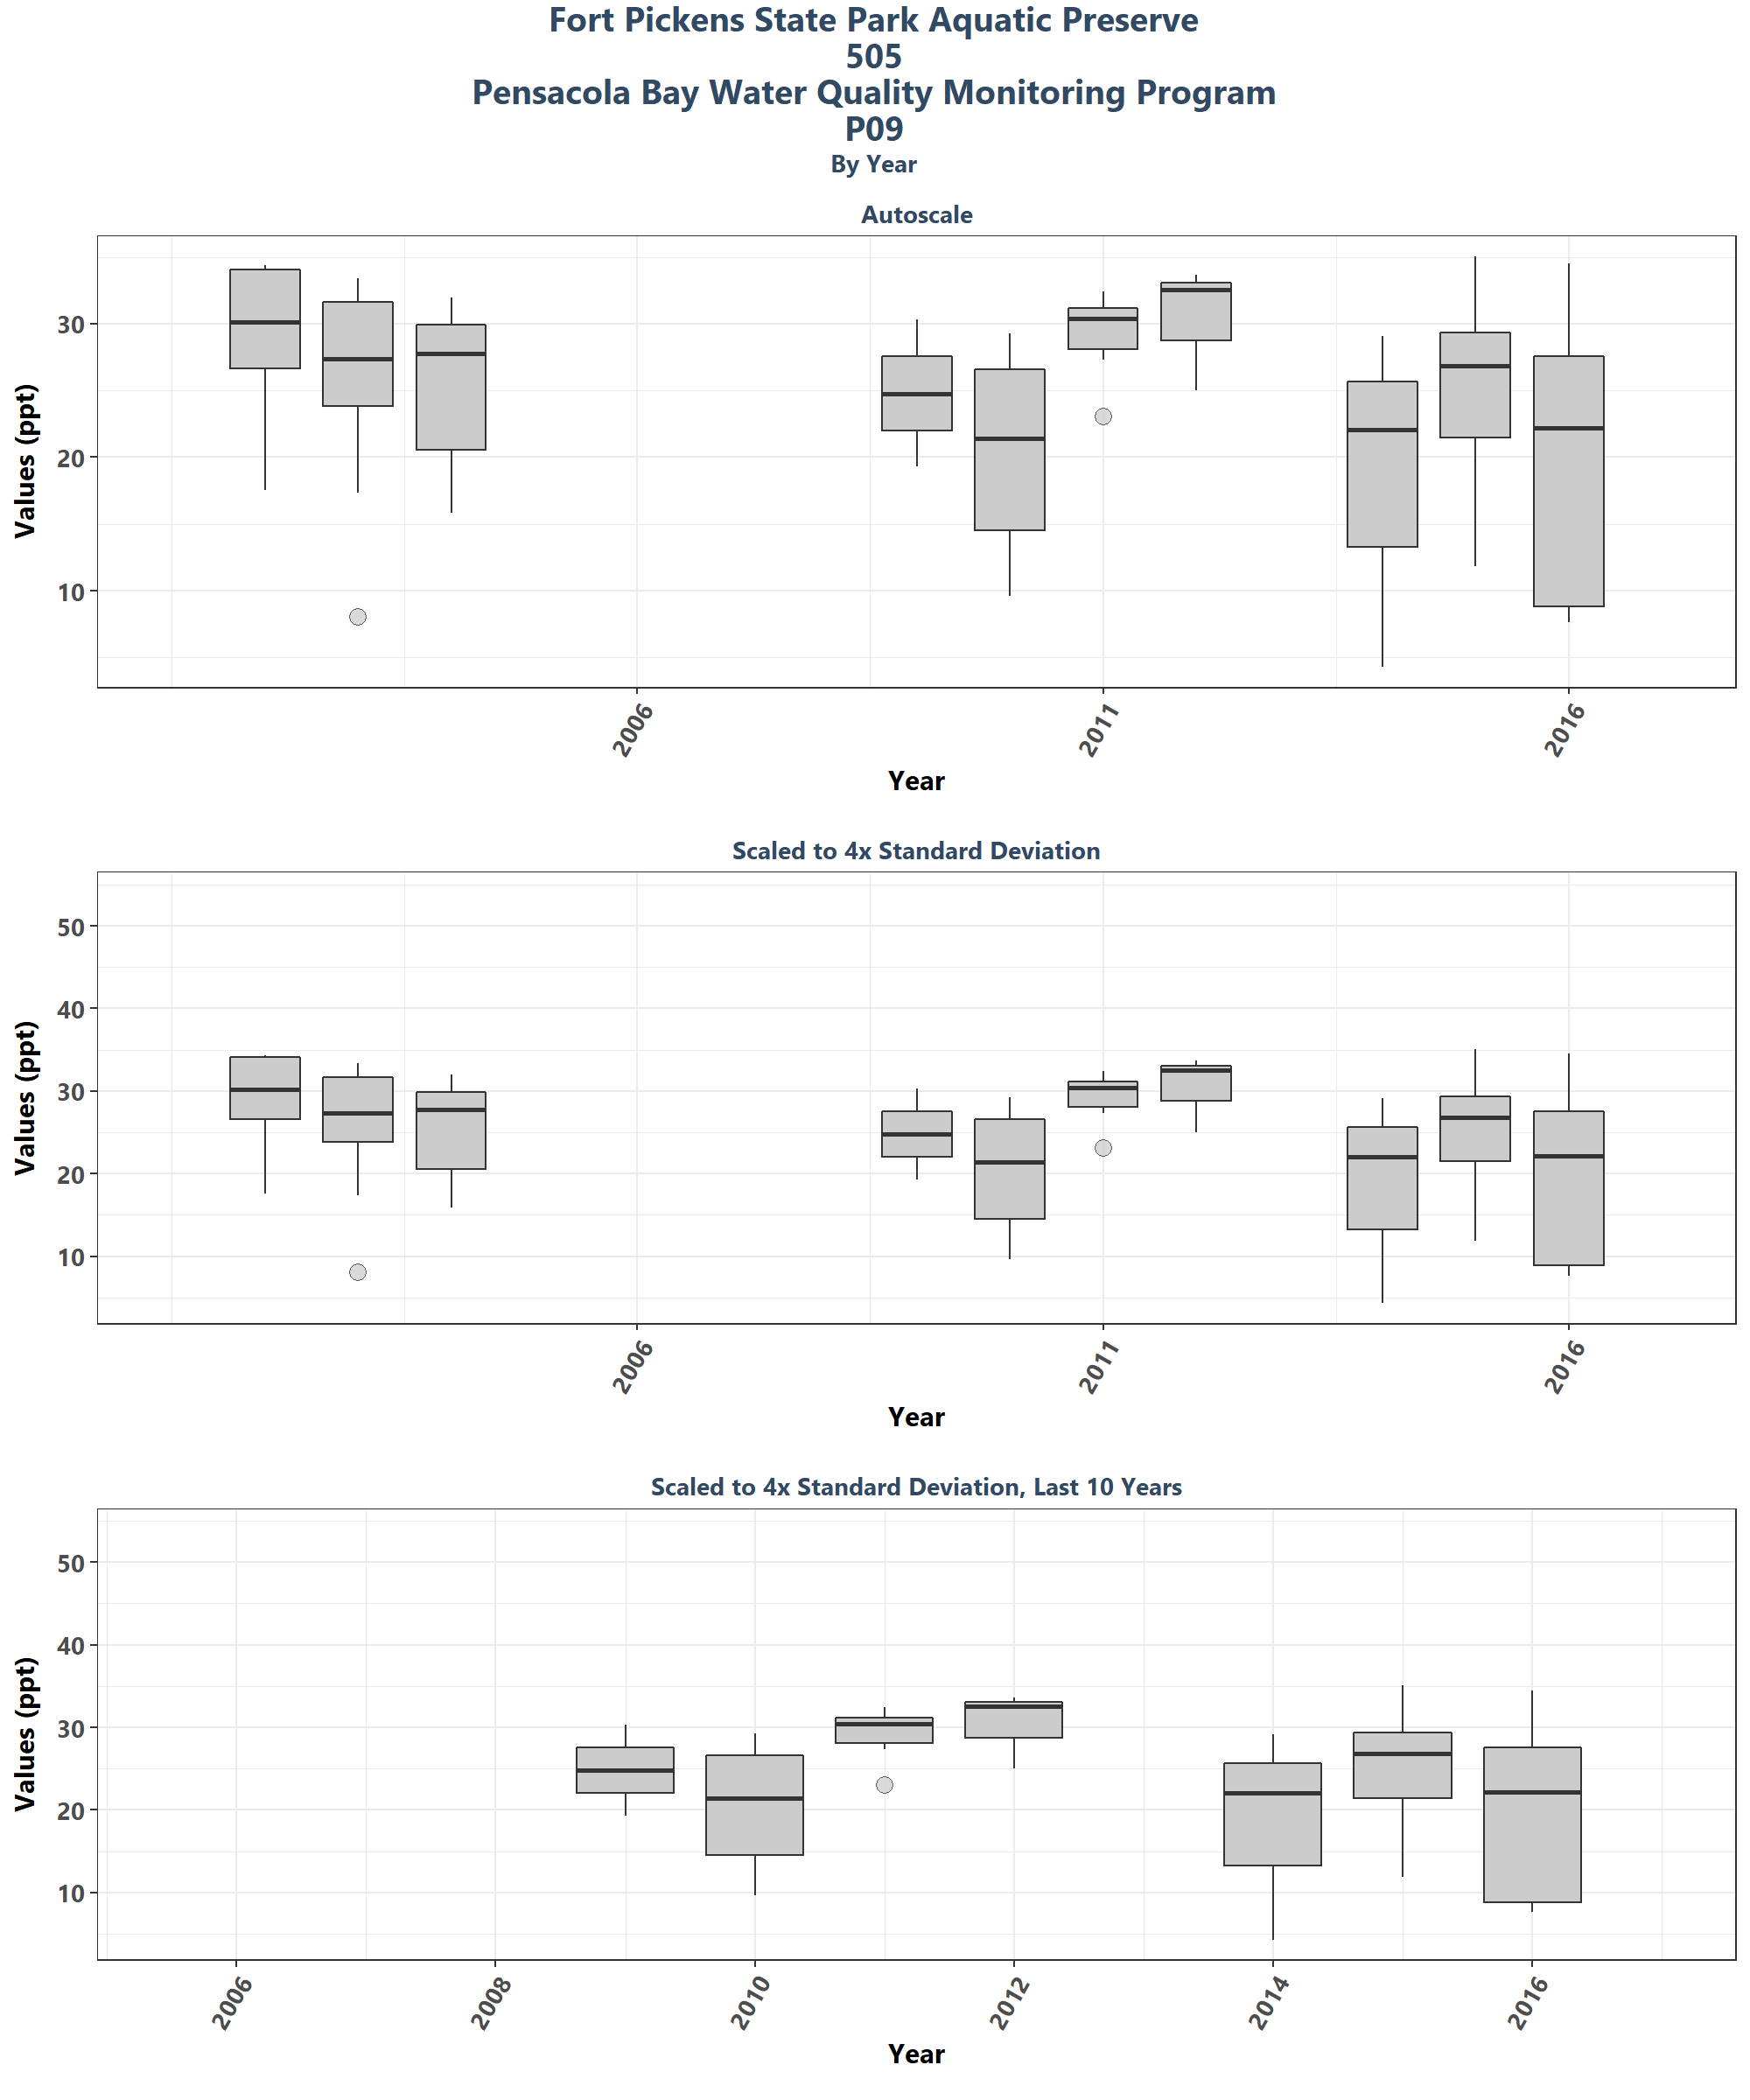 Fort Pickens State Park Aquatic Preserve
505
Pensacola Bay Water Quality Monitoring Program
P09
By Year
Autoscale
Values (ppt)
30
20
10
2006
2011
2016
Year
Scaled to 4x Standard Deviation
Values (ppt)
50
40
30
20
10
2006
2011
2016
Year
Scaled to 4x Standard Deviation, Last 10 Years
Values (ppt)
50
40
30
20
10
2006
2008
2010
2012
2014
2016
Year